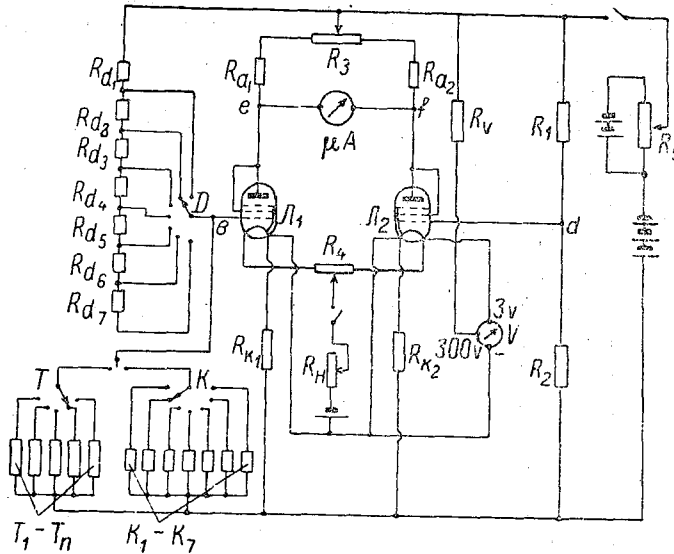 R₃
Rd₁
Ra₁
Ra₂
e
f
μA
Rv
R₁
Rd₂
Rd₃
Rd₄
Rd₅
Rd₆
Rd₇
D
в
Л₁
Л₂
d
R₄
3v
V
300v
-
Rк₁
Rн
Rк₂
R₂
T
K
T₁-Tn
K₁-K₇